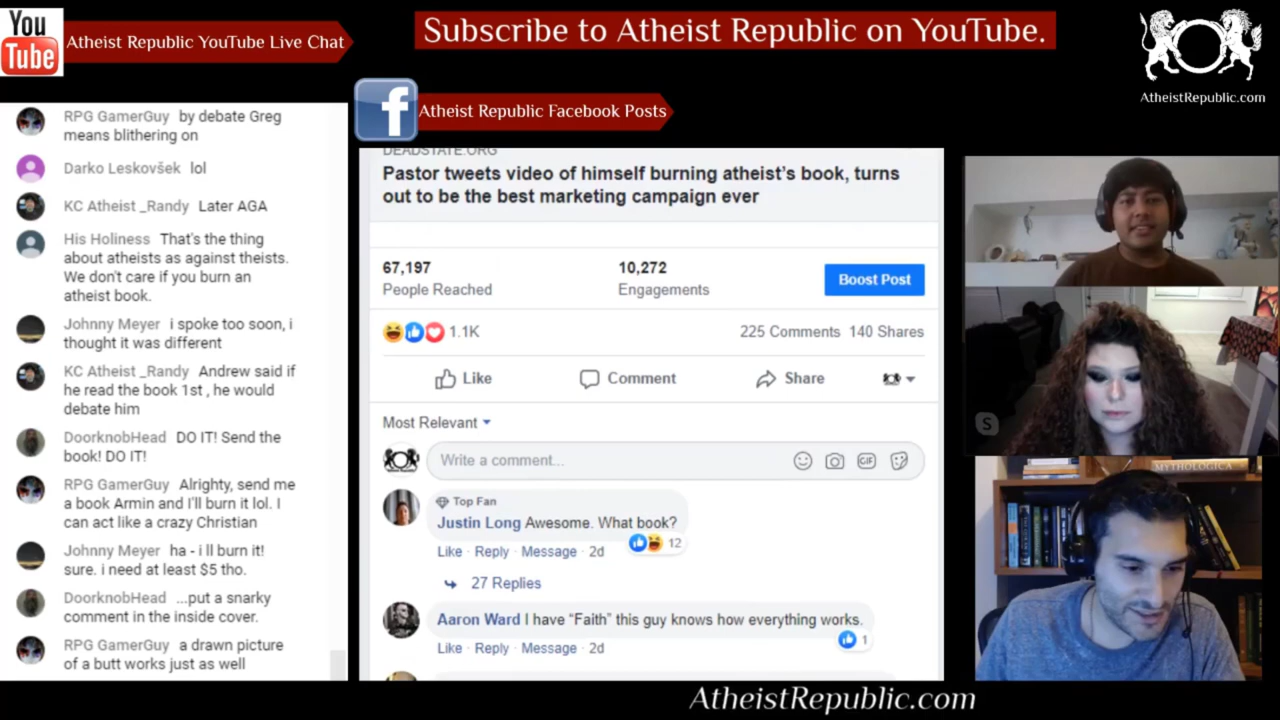 You
Tube
Atheist Republic YouTube Live Chat
Subscribe to Atheist Republic on YouTube.
AtheistRepublic.com
f
Atheist Republic Facebook Posts
RPG GamerGuy by debate Greg
means blithering on
Darko Leskovšek lol
KC Atheist _Randy Later AGA
His Holiness That's the thing
about atheists as against theists.
We don't care if you burn an
atheist book.
Johnny Meyer i spoke too soon, i
thought it was different
KC Atheist _Randy Andrew said if
he read the book 1st , he would
debate him
DoorknobHead DO IT! Send the
book! DO IT!
RPG GamerGuy Alrighty, send me
a book Armin and I'll burn it lol. I
can act like a crazy Christian
Johnny Meyer ha - i ll burn it!
sure. i need at least $5 tho.
DoorknobHead ...put a snarky
comment in the inside cover.
RPG GamerGuy a drawn picture
of a butt works just as well
DEADSTATE.ORG
Pastor tweets video of himself burning atheist's book, turns
out to be the best marketing campaign ever
67,197
People Reached
10,272
Engagements
Boost Post
1.1K
225 Comments 140 Shares
Like
Comment
Share
Most Relevant
Write a comment...
GIF
Top Fan
Justin Long Awesome. What book?
12
Like · Reply · Message · 2d
27 Replies
Aaron Ward I have “Faith” this guy knows how everything works.
1
Like · Reply · Message · 2d
S
MYTHOLOGICA
AtheistRepublic.com